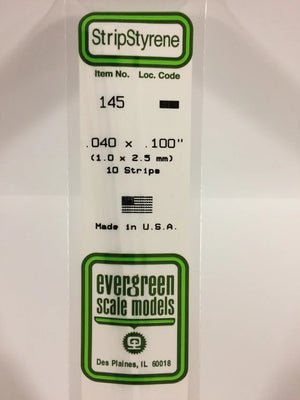 StripStyrene
Item No. Loc. Code
145
.040 x .100"
(1.0 x 2.5 mm)
10 Strips
Made in U.S.A.
evergreen
scale models
Des Plaines, IL 60018